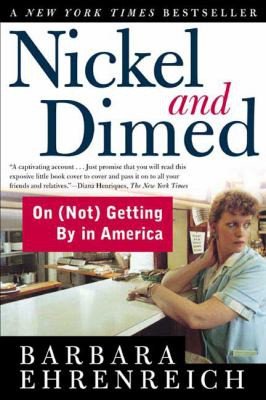 A NEW YORK TIMES BESTSELLER
Nickel
and
Dimed
"A captivating account . . . Just promise that you will read this
explosive little book cover to cover and pass it on to all your
friends and relatives."—Diana Henriques, The New York Times
On (Not) Getting
By in America
BARBARA
EHRENREICH